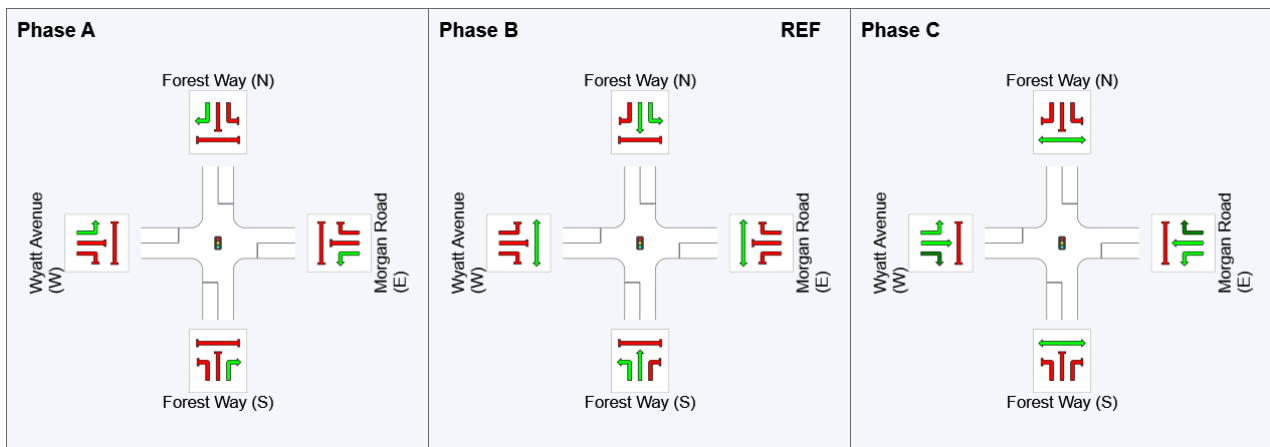 Phase A
Forest Way (N)
Wyatt Avenue
(W)
Morgan Road
(E)
Forest Way (S)
Phase B
REF
Forest Way (N)
Wyatt Avenue
(W)
Morgan Road
(E)
Forest Way (S)
Phase C
Forest Way (N)
Wyatt Avenue
(W)
Morgan Road
(E)
Forest Way (S)